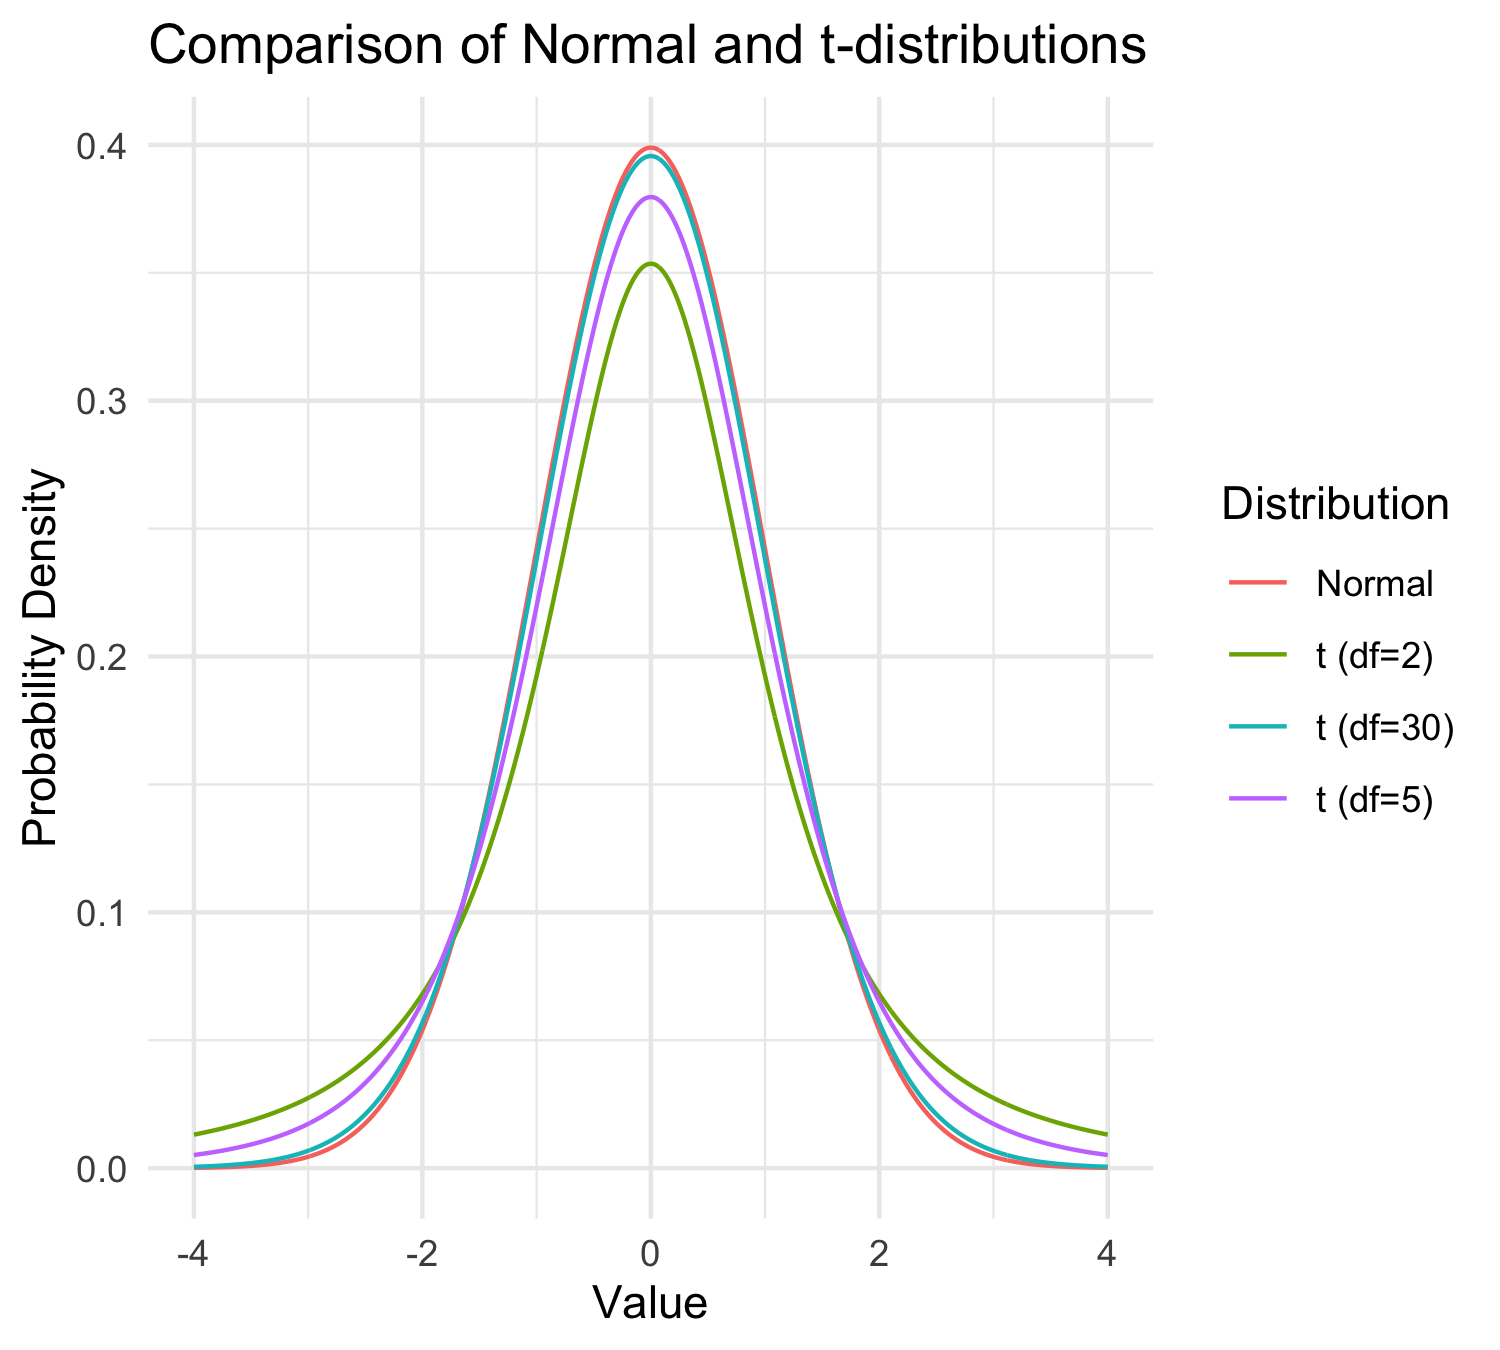 Comparison of Normal and t-distributions
Probability Density
0.4
0.3
0.2
0.1
0.0
-4 -2 0 2 4
Value
Distribution
Normal
t (df=2)
t (df=30)
t (df=5)